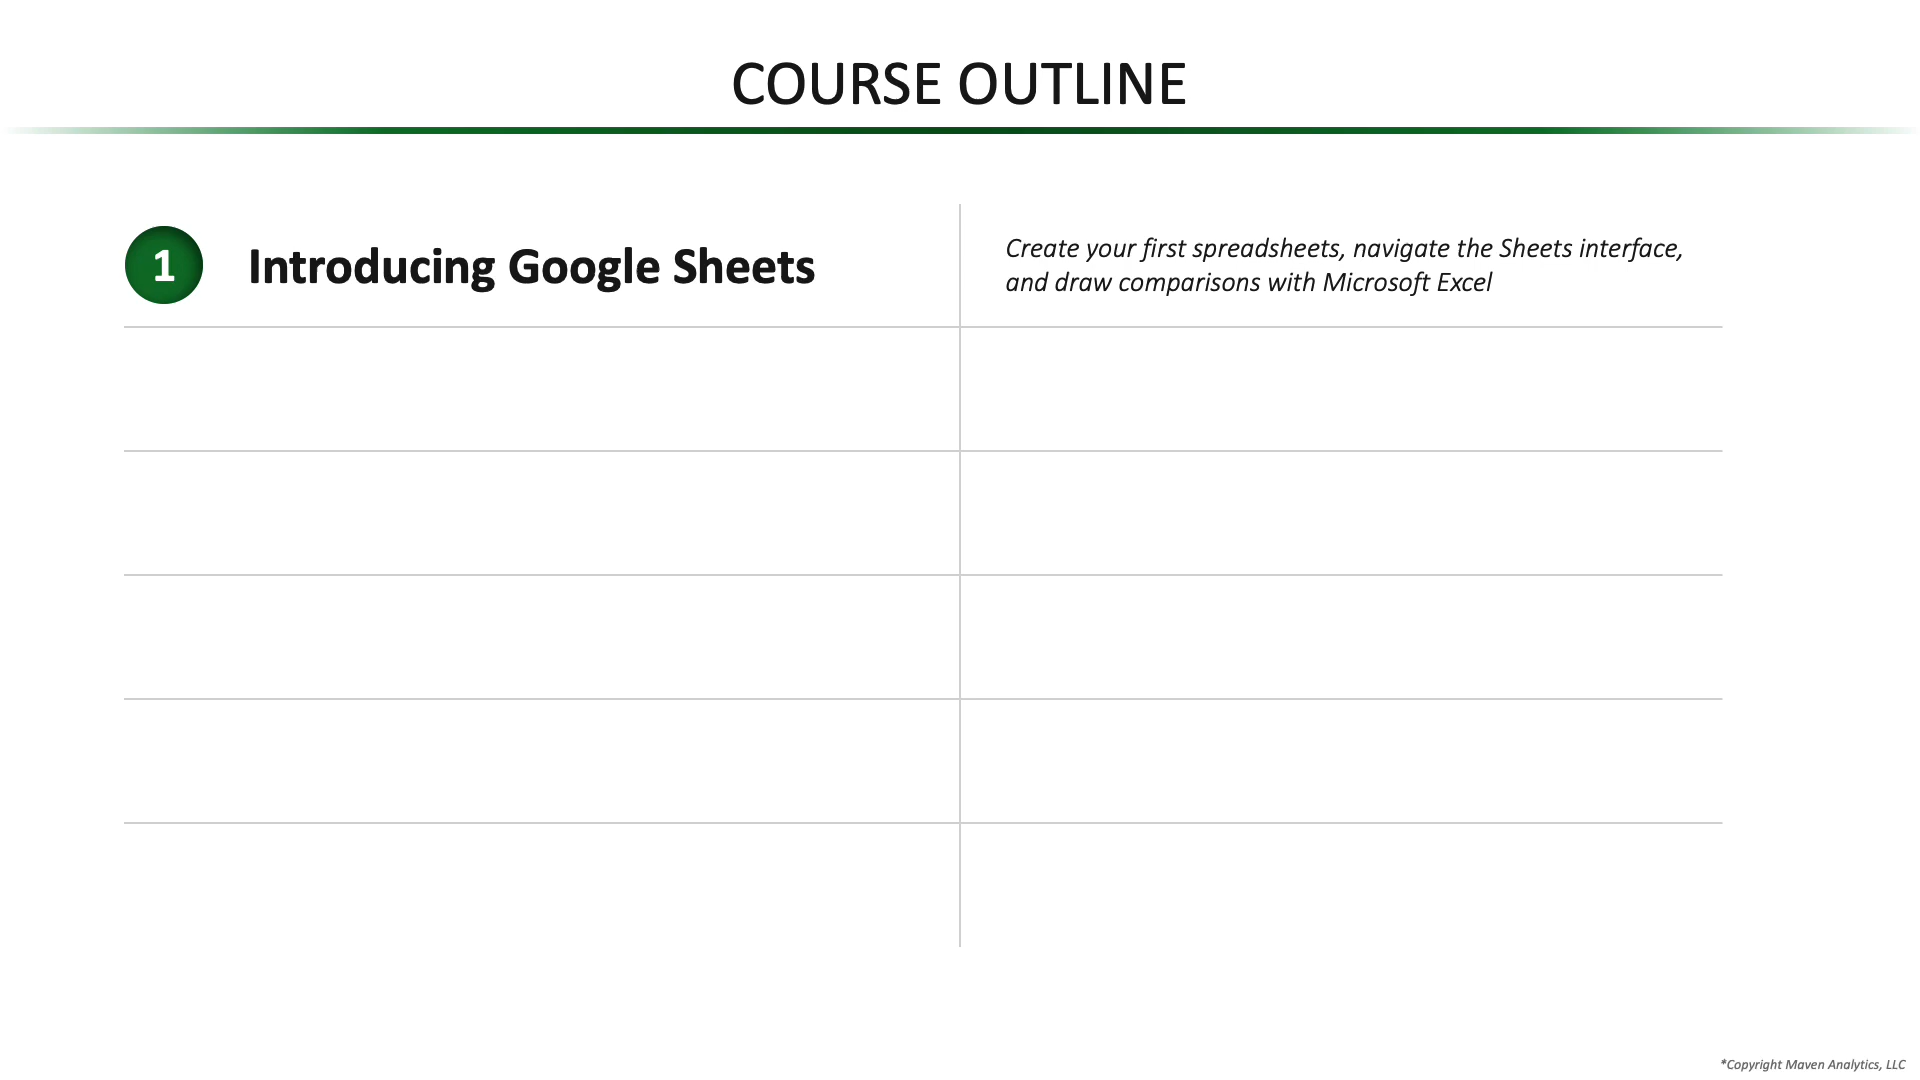 COURSE OUTLINE
1
Introducing Google Sheets
Create your first spreadsheets, navigate the Sheets interface,
and draw comparisons with Microsoft Excel
*Copyright Maven Analytics, LLC